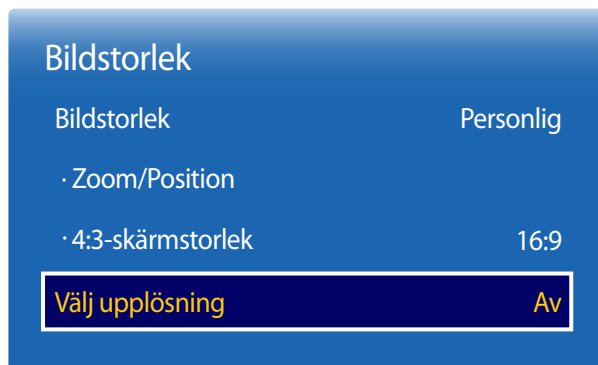 Bildstorlek
Bildstorlek Personlig
· Zoom/Position
· 4:3-skärmstorlek 16:9
Välj upplösning Av